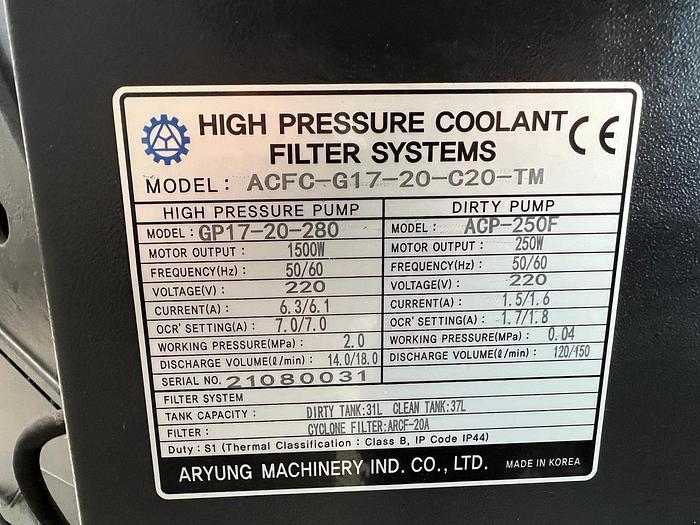 HIGH PRESSURE COOLANT CE
FILTER SYSTEMS
MODEL : ACFC-G17-20-C20-TM
HIGH PRESSURE PUMP
MODEL : GP17-20-280
MOTOR OUTPUT : 1500W
FREQUENCY(Hz) : 50/60
VOLTAGE(V) : 220
CURRENT(A) : 6.3/6.1
OCR' SETTING(A) : 7.0/7.0
WORKING PRESSURE(MPa) : 2.0
DISCHARGE VOLUME(ℓ/min) : 14.0/18.0
SERIAL NO. 21080031
DIRTY PUMP
MODEL : ACP-250F
MOTOR OUTPUT : 250W
FREQUENCY(Hz) : 50/60
VOLTAGE(V) : 220
CURRENT(A) : 1.5/1.6
OCR' SETTING(A) : 1.7/1.8
WORKING PRESSURE(MPa) : 0.04
DISCHARGE VOLUME(ℓ/min) : 120/150
FILTER SYSTEM
TANK CAPACITY : DIRTY TANK:31L CLEAN TANK:37L
FILTER : CYCLONE FILTER:ARCF-20A
Duty : S1 (Thermal Classification : Class B, IP Code IP44)
ARYUNG MACHINERY IND. CO., LTD. MADE IN KOREA